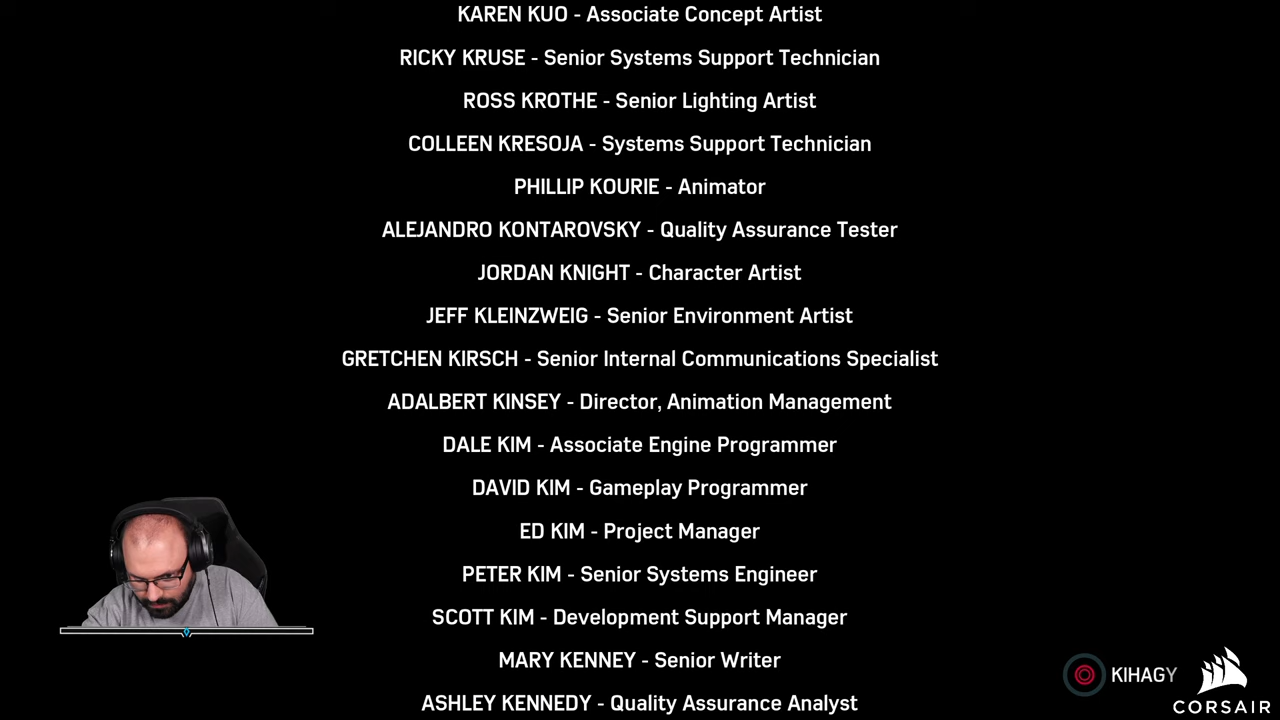 KAREN KUO - Associate Concept Artist
RICKY KRUSE - Senior Systems Support Technician
ROSS KROTHE - Senior Lighting Artist
COLLEEN KRESOJA - Systems Support Technician
PHILLIP KOURIE - Animator
ALEJANDRO KONTAROVSKY - Quality Assurance Tester
JORDAN KNIGHT - Character Artist
JEFF KLEINZWEIG - Senior Environment Artist
GRETCHEN KIRSCH - Senior Internal Communications Specialist
ADALBERT KINSEY - Director, Animation Management
DALE KIM - Associate Engine Programmer
DAVID KIM - Gameplay Programmer
ED KIM - Project Manager
PETER KIM - Senior Systems Engineer
SCOTT KIM - Development Support Manager
MARY KENNEY - Senior Writer
ASHLEY KENNEDY - Quality Assurance Analyst
KIHAGY
CORSAIR